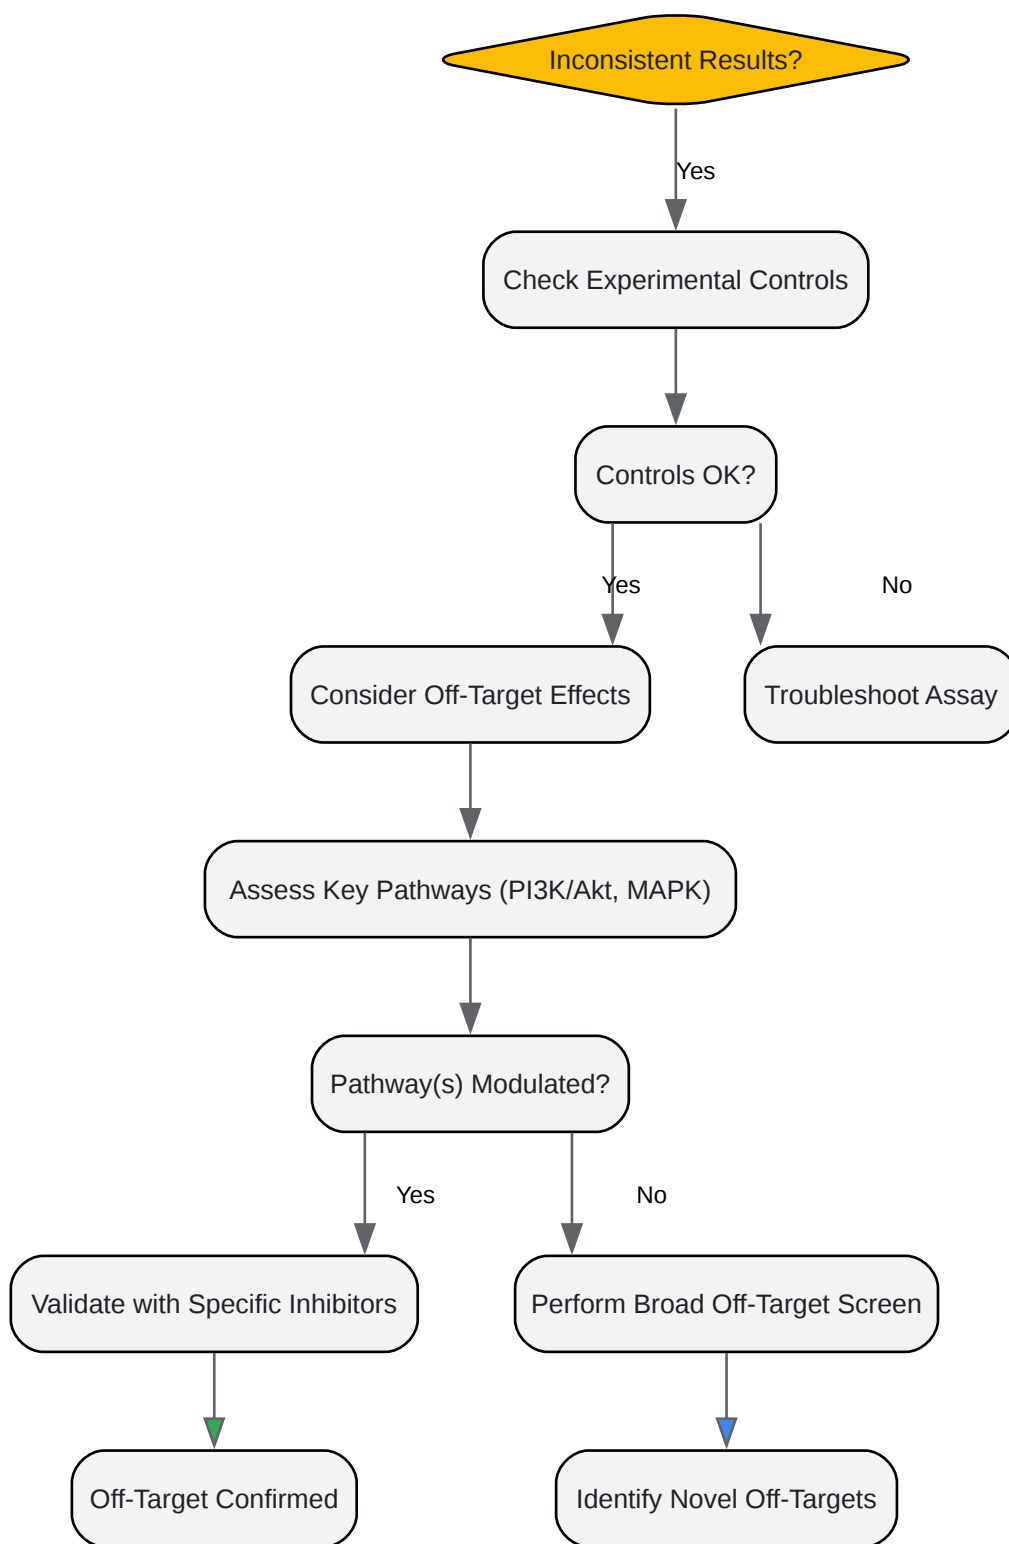 Inconsistent Results?
Yes
Check Experimental Controls
Controls OK?
Yes
No
Consider Off-Target Effects
Troubleshoot Assay
Assess Key Pathways (PI3K/Akt, MAPK)
Pathway(s) Modulated?
Yes
No
Validate with Specific Inhibitors
Perform Broad Off-Target Screen
Off-Target Confirmed
Identify Novel Off-Targets